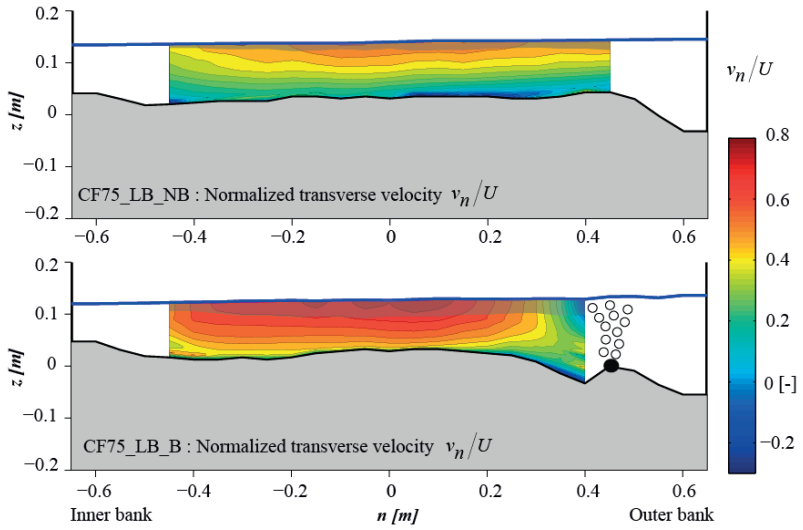 0.2
0.1
0
−0.1
−0.2
z [m]
CF75_LB_NB : Normalized transverse velocity v_n/U
−0.6 −0.4 −0.2 0 0.2 0.4 0.6
v_n/U
0.8
0.6
0.4
0.2
0 [-]
−0.2
0.2
0.1
0
−0.1
−0.2
z [m]
CF75_LB_B : Normalized transverse velocity v_n/U
−0.6 −0.4 −0.2 0 0.2 0.4 0.6
Inner bank n [m] Outer bank